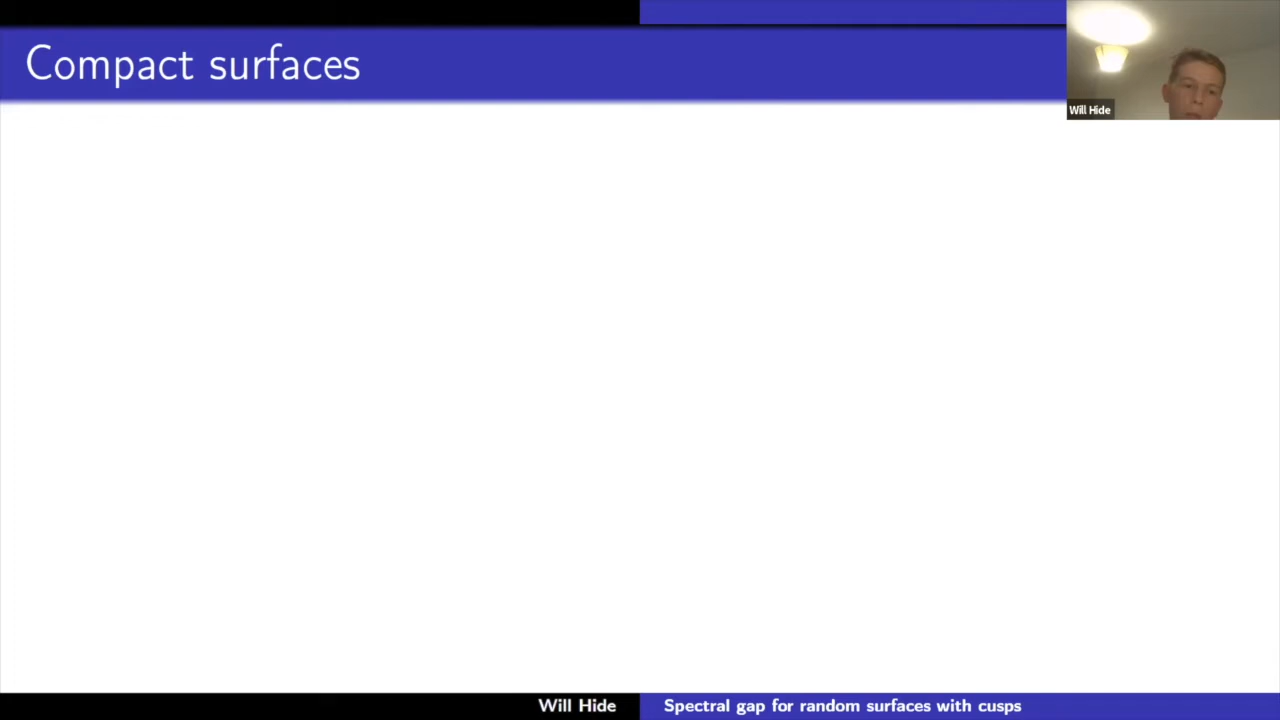 Compact surfaces
Will Hide
Will Hide
Spectral gap for random surfaces with cusps